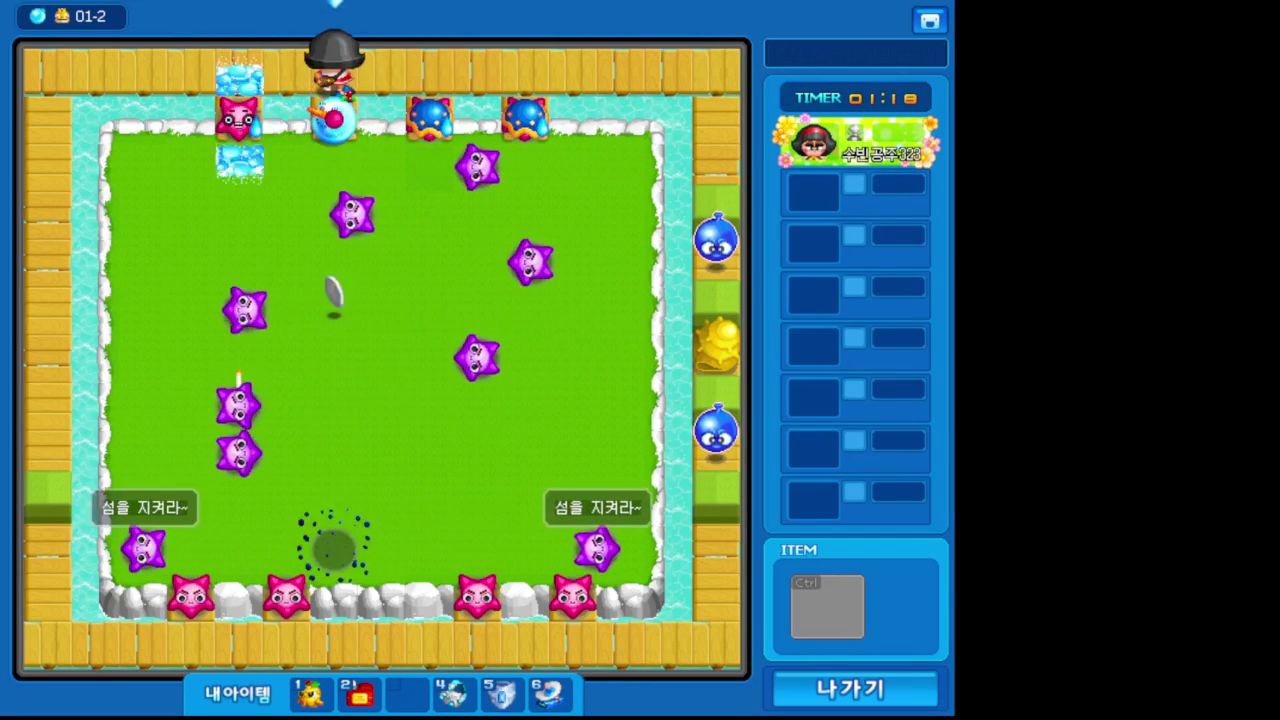 01-2
TIMER 01:18
수빈공주323
섬을 지켜라~
섬을 지켜라~
ITEM
Ctrl
내아이템
1
2
4
5
6
나가기